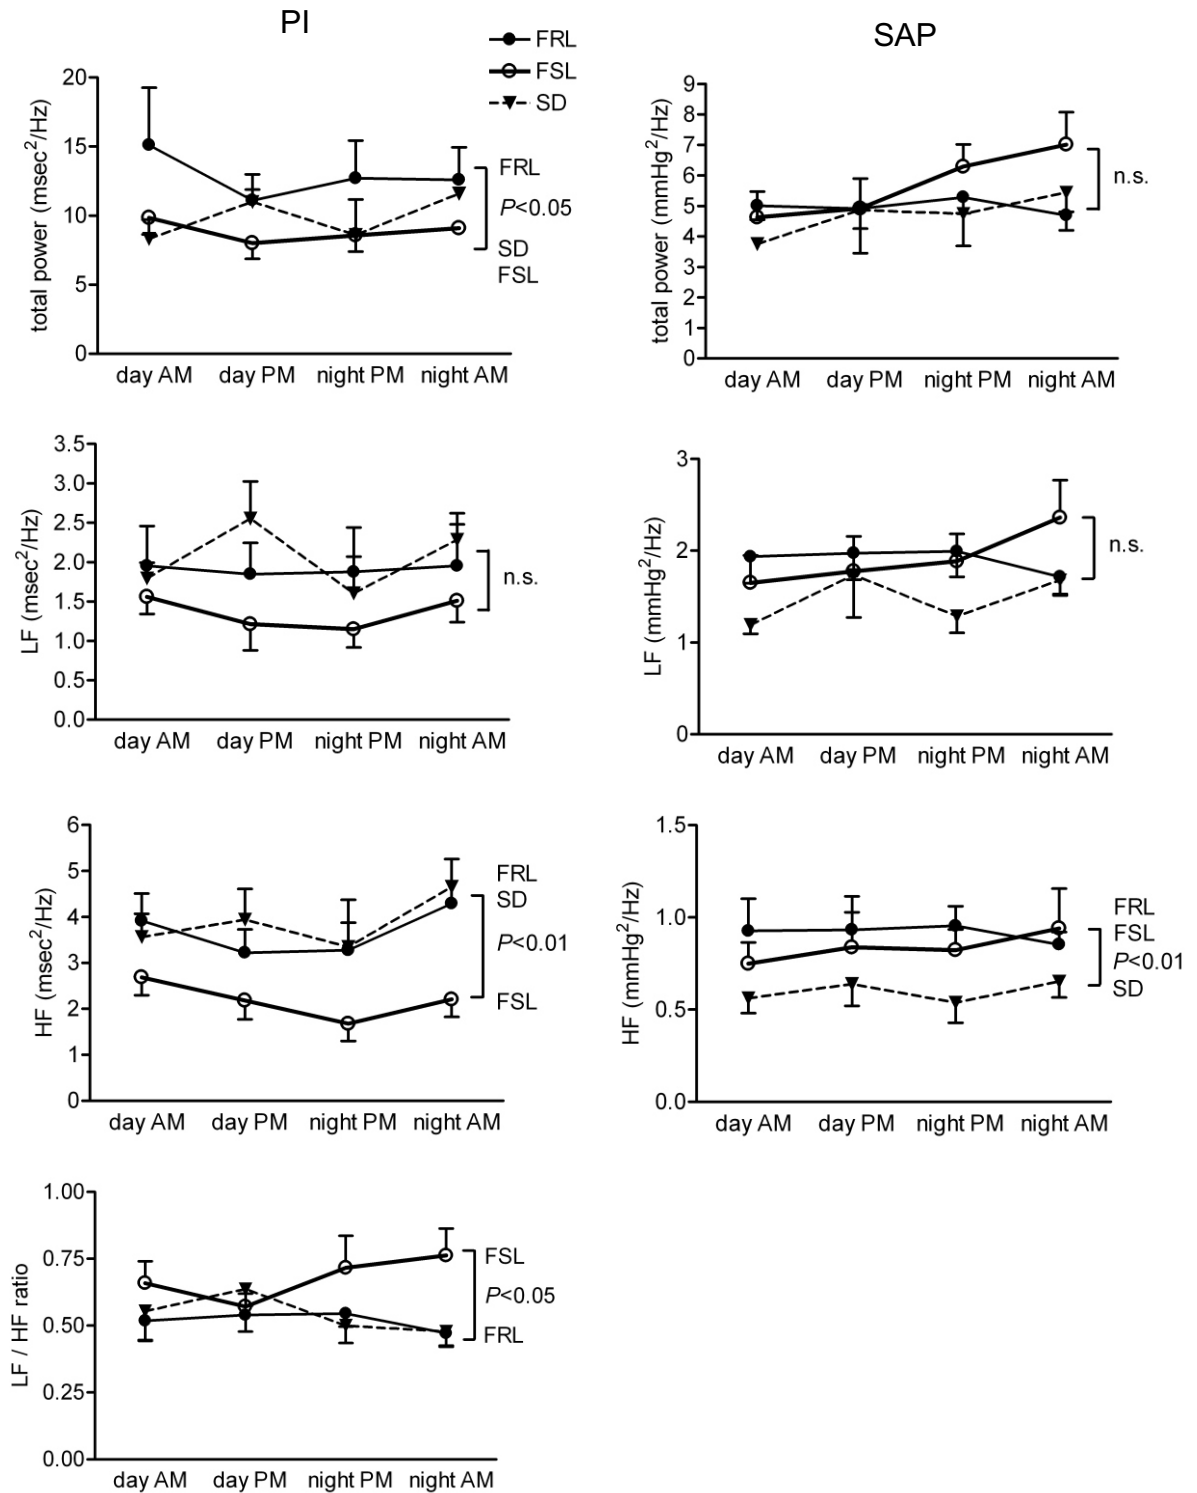 PI
FRL
FSL
SD
total power (msec²/Hz)
20
15
10
5
0
day AM day PM night PM night AM
FRL
P<0.05
SD
FSL
SAP
total power (mmHg²/Hz)
9
8
7
6
5
4
3
2
1
0
day AM day PM night PM night AM
n.s.
LF (msec²/Hz)
3.5
3.0
2.5
2.0
1.5
1.0
0.5
0.0
day AM day PM night PM night AM
n.s.
LF (mmHg²/Hz)
3
2
1
0
day AM day PM night PM night AM
n.s.
HF (msec²/Hz)
6
5
4
3
2
1
0
day AM day PM night PM night AM
FRL
SD
P<0.01
FSL
HF (mmHg²/Hz)
1.5
1.0
0.5
0.0
day AM day PM night PM night AM
FRL
FSL
P<0.01
SD
LF / HF ratio
1.00
0.75
0.50
0.25
0.00
day AM day PM night PM night AM
FSL
P<0.05
FRL